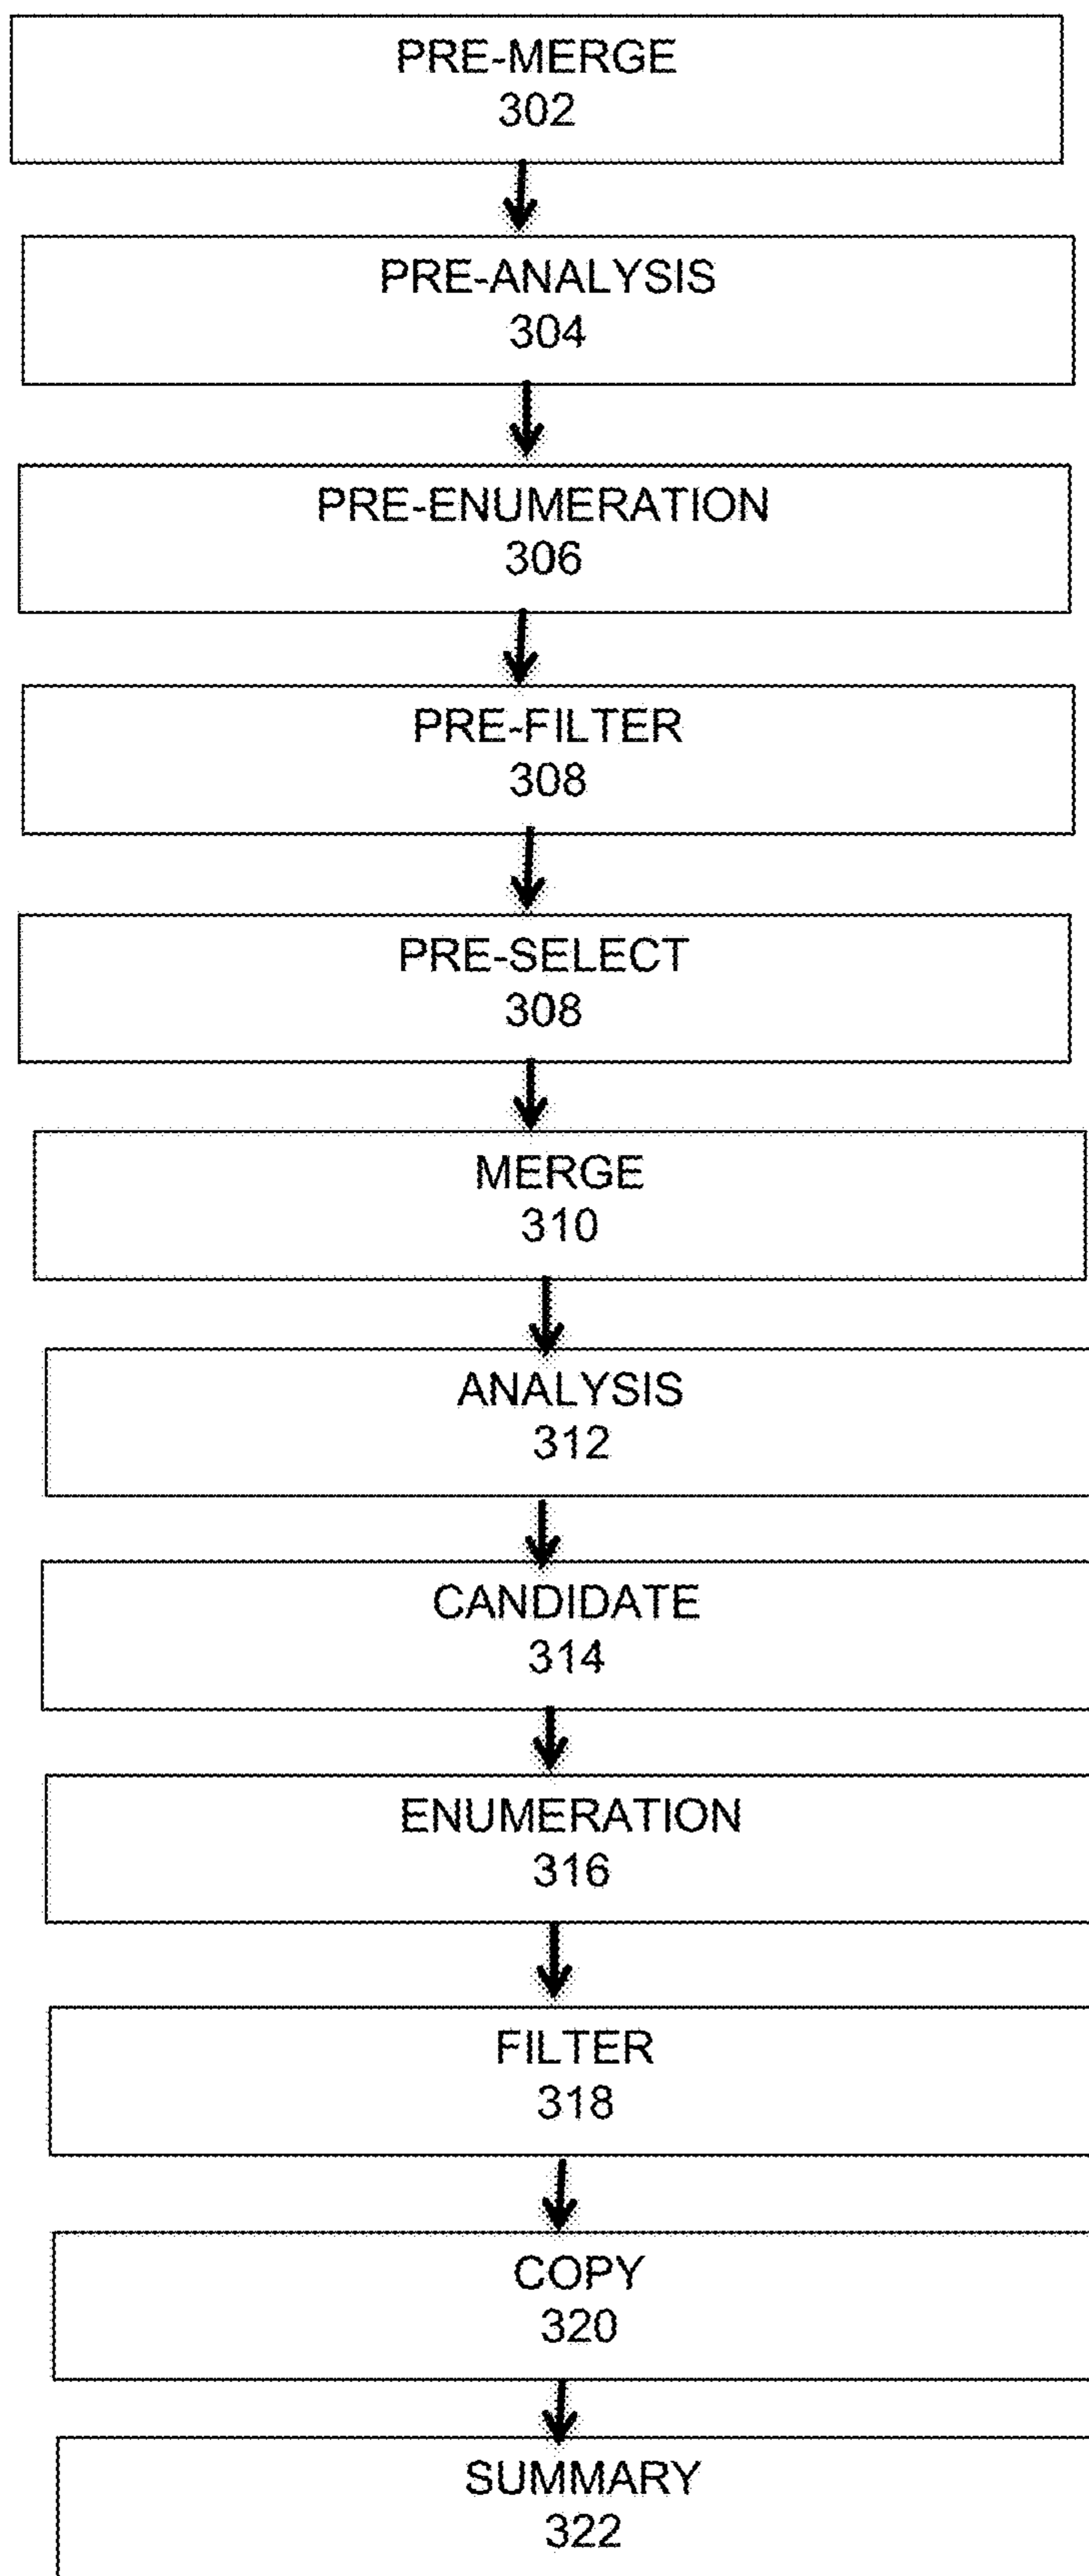 PRE-MERGE
302
PRE-ANALYSIS
304
PRE-ENUMERATION
306
PRE-FILTER
308
PRE-SELECT
308
MERGE
310
ANALYSIS
312
CANDIDATE
314
ENUMERATION
316
FILTER
318
COPY
320
SUMMARY
322